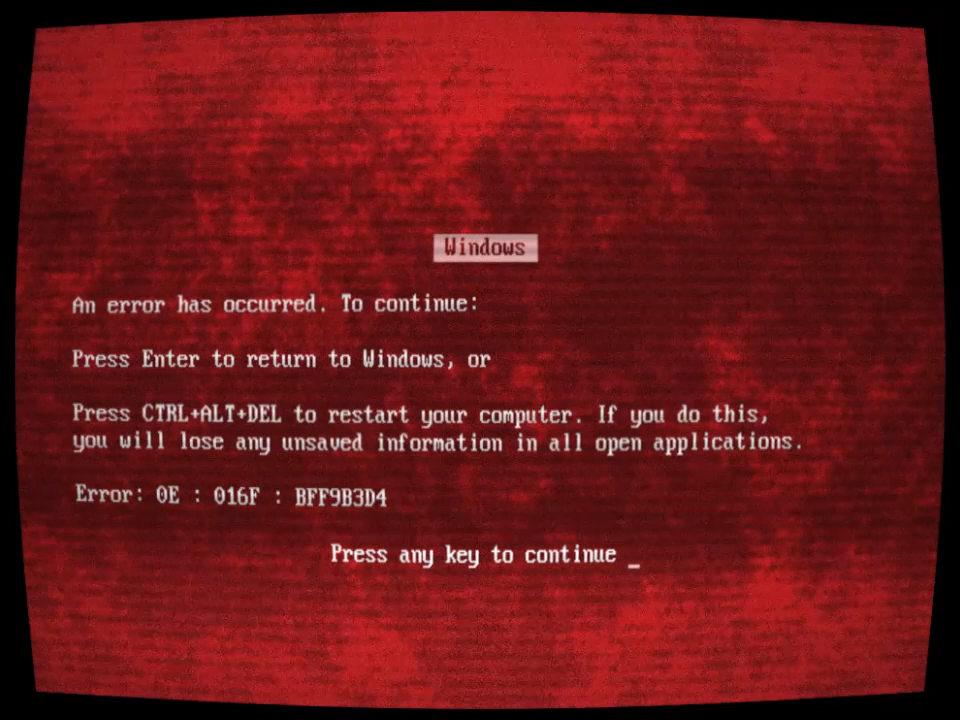 Windows
An error has occurred. To continue:
Press Enter to return to Windows, or
Press CTRL+ALT+DEL to restart your computer. If you do this,
you will lose any unsaved information in all open applications.
Error: 0E : 016F : BFF9B3D4
Press any key to continue _